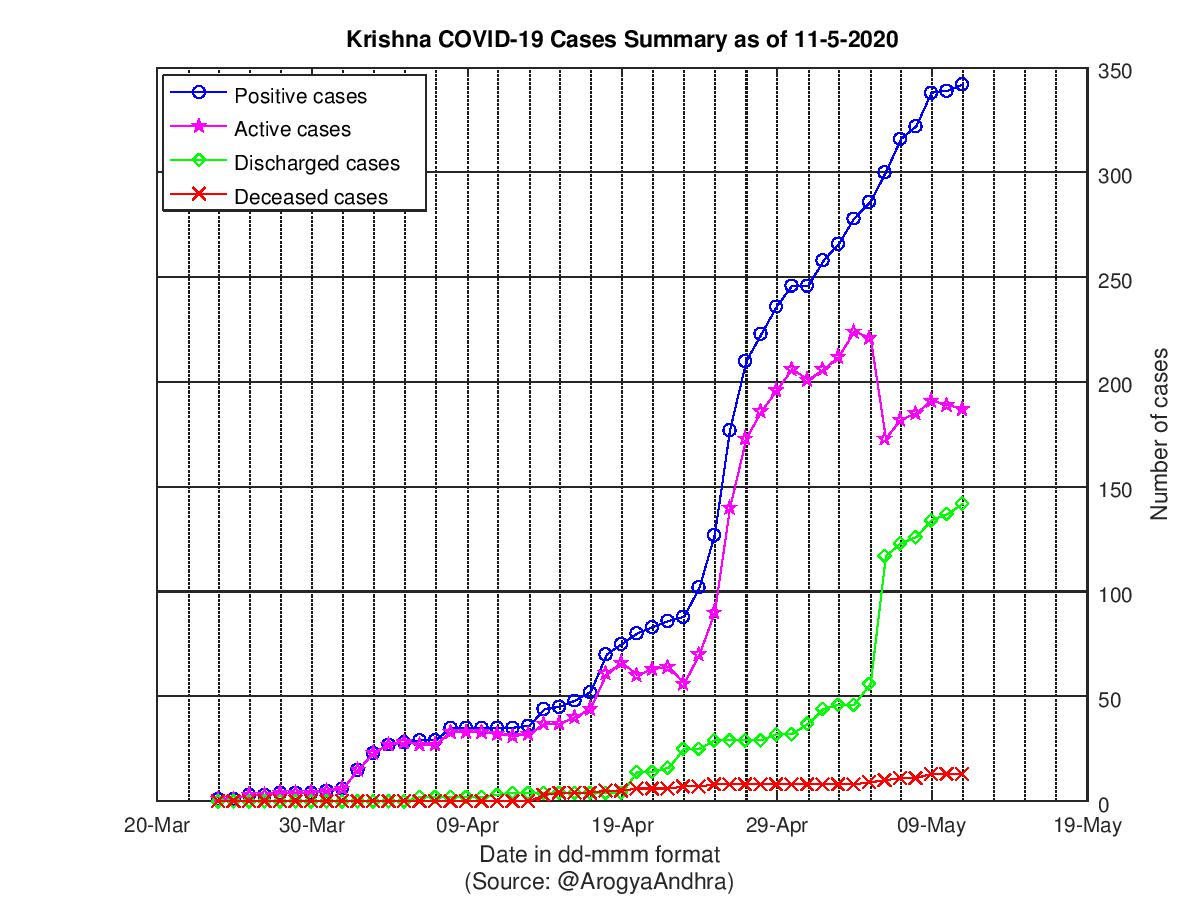 Krishna COVID-19 Cases Summary as of 11-5-2020
Positive cases
Active cases
Discharged cases
Deceased cases
350
300
250
200
150
100
50
0
Number of cases
20-Mar 30-Mar 09-Apr 19-Apr 29-Apr 09-May 19-May
Date in dd-mmm format
(Source: @ArogyaAndhra)